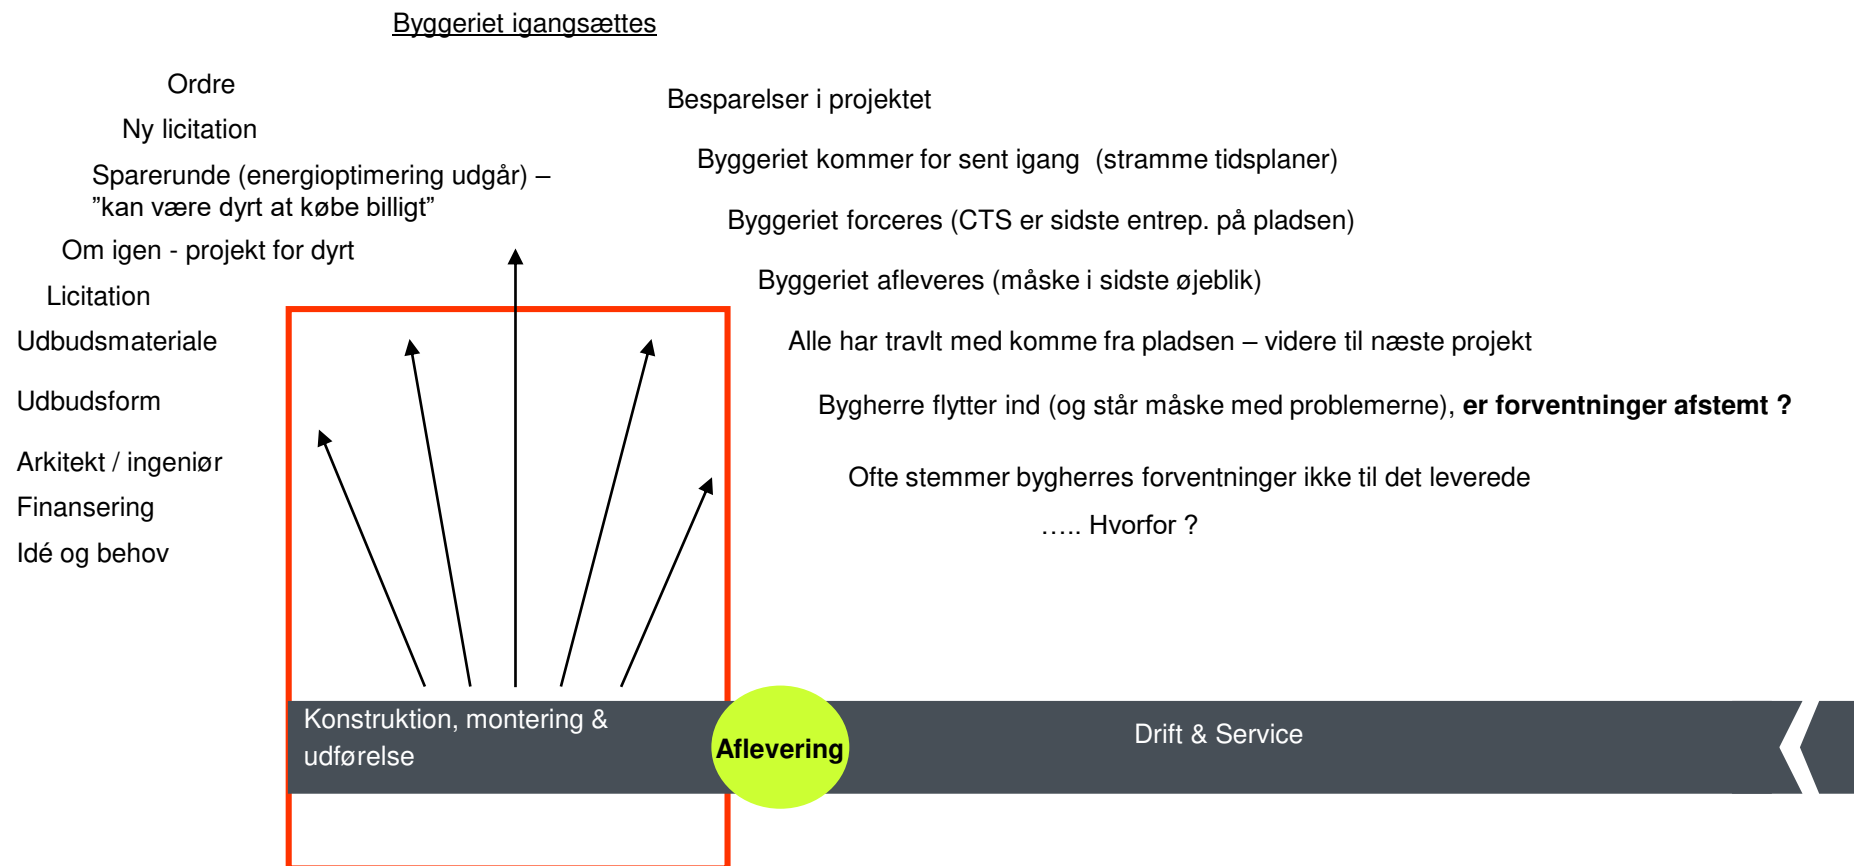 Byggeriet igangsættes
Ordre
Ny licitation
Sparerunde (energioptimering udgår) –
”kan være dyrt at købe billigt”
Om igen - projekt for dyrt
Licitation
Udbudsmateriale
Udbudsform
Arkitekt / ingeniør
Finansering
Idé og behov
Besparelser i projektet
Byggeriet kommer for sent igang  (stramme tidsplaner)
Byggeriet forceres (CTS er sidste entrep. på pladsen)
Byggeriet afleveres (måske i sidste øjeblik)
Alle har travlt med komme fra pladsen – videre til næste projekt
Bygherre flytter ind (og står måske med problemerne), er forventninger afstemt ?
Ofte stemmer bygherres forventninger ikke til det leverede
….. Hvorfor ?
Konstruktion, montering &
udførelse
Aflevering
Drift & Service